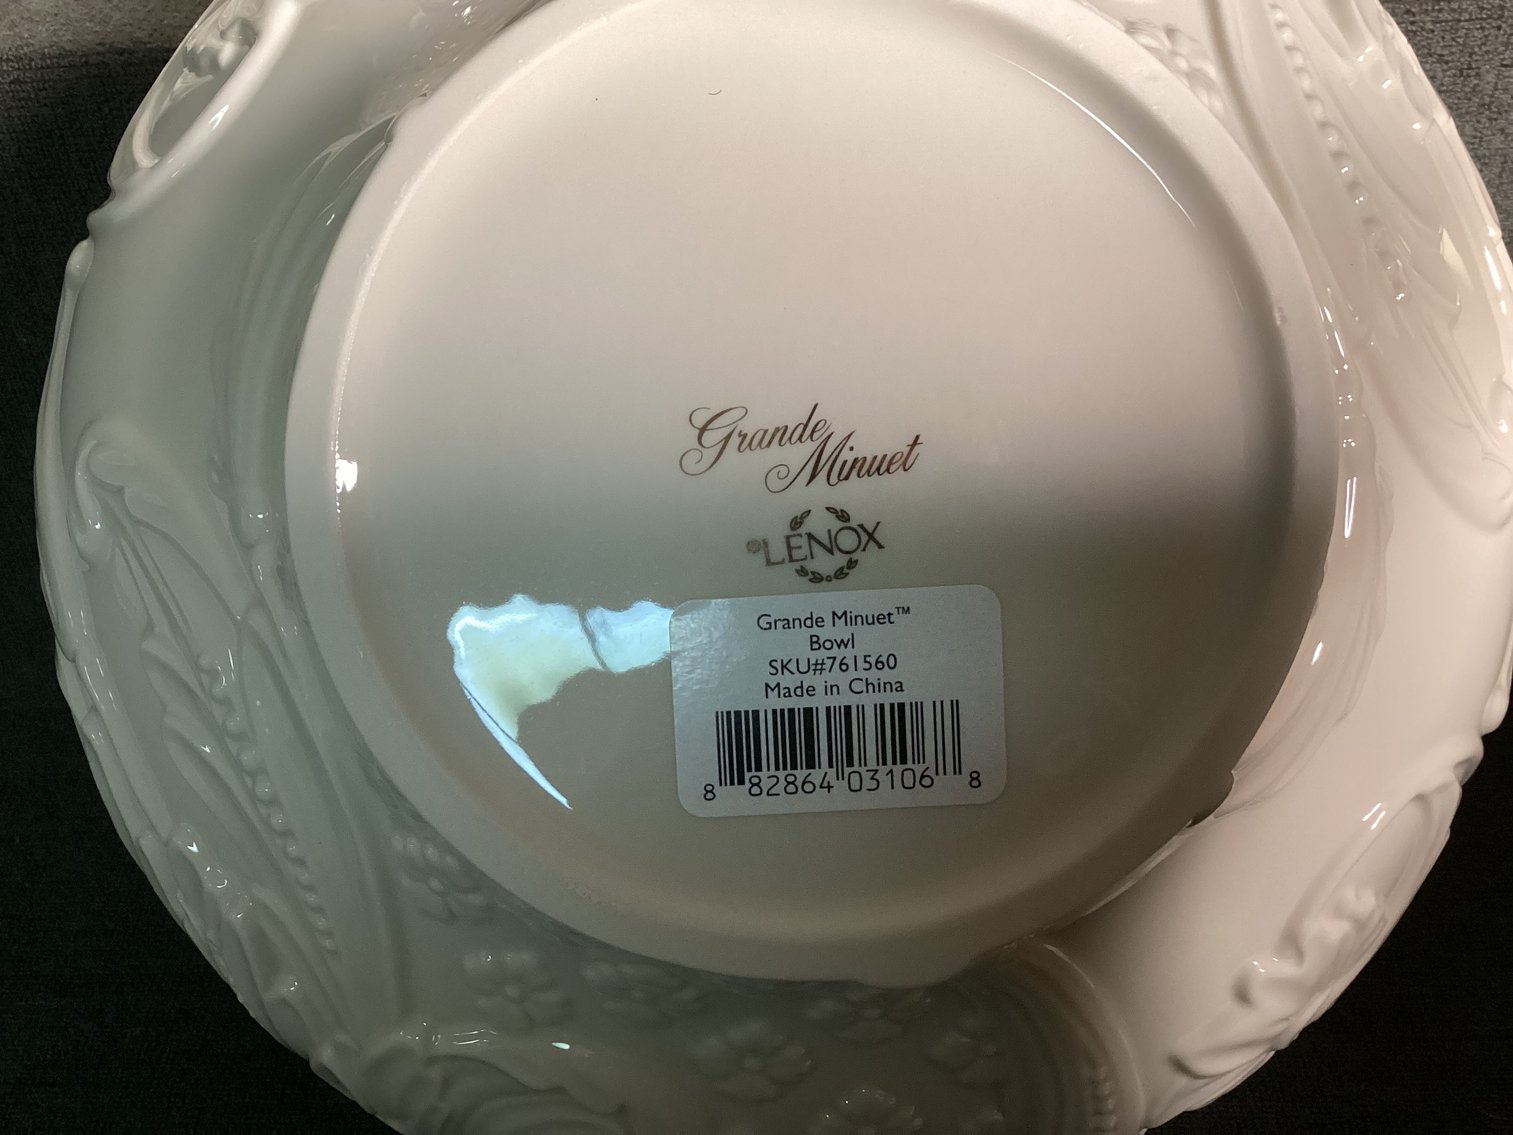 Grande
Minuet
®LENOX
Grande Minuet™
Bowl
SKU#761560
Made in China
8 82864 03106 8